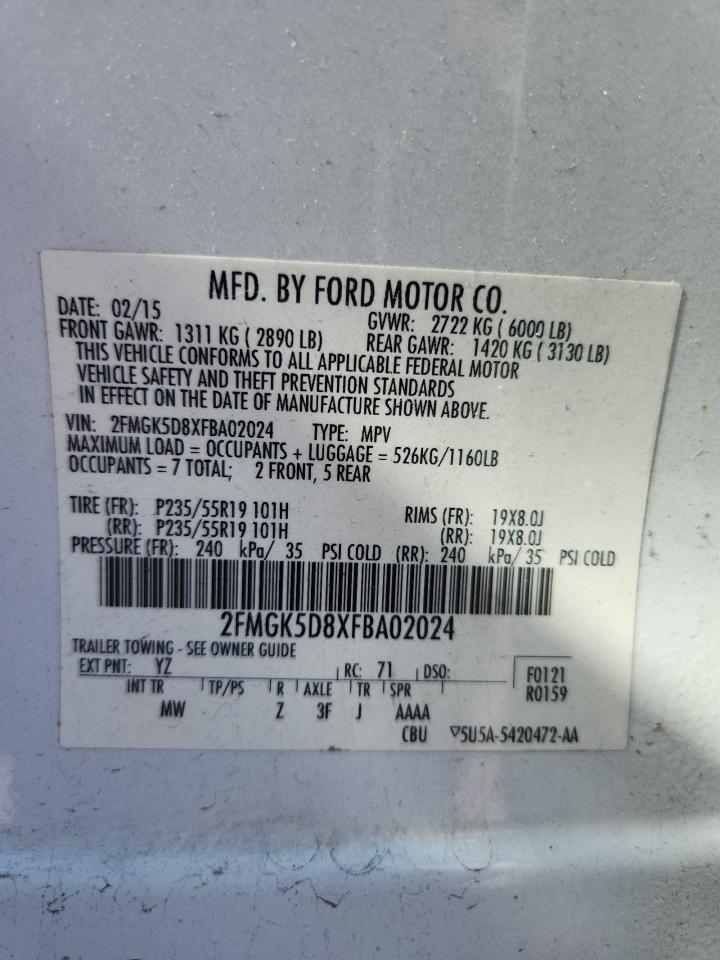 MFD. BY FORD MOTOR CO.
DATE: 02/15 GVWR: 2722 KG ( 6000 LB)
FRONT GAWR: 1311 KG ( 2890 LB) REAR GAWR: 1420 KG ( 3130 LB)
THIS VEHICLE CONFORMS TO ALL APPLICABLE FEDERAL MOTOR
VEHICLE SAFETY AND THEFT PREVENTION STANDARDS
IN EFFECT ON THE DATE OF MANUFACTURE SHOWN ABOVE.
VIN: 2FMGK5D8XFBA02024 TYPE: MPV
MAXIMUM LOAD = OCCUPANTS + LUGGAGE = 526KG/1160LB
OCCUPANTS = 7 TOTAL; 2 FRONT, 5 REAR
TIRE (FR): P235/55R19 101H RIMS (FR): 19X8.0J
(RR): P235/55R19 101H (RR): 19X8.0J
PRESSURE (FR): 240 kPa/ 35 PSI COLD (RR): 240 kPa/ 35 PSI COLD
2FMGK5D8XFBA02024
TRAILER TOWING - SEE OWNER GUIDE
EXT PNT: YZ RC: 71 DSO: F0121
INT TR TP/PS R AXLE TR SPR R0159
MW Z 3F J AAAA
CBU ▽5U5A-5420472-AA